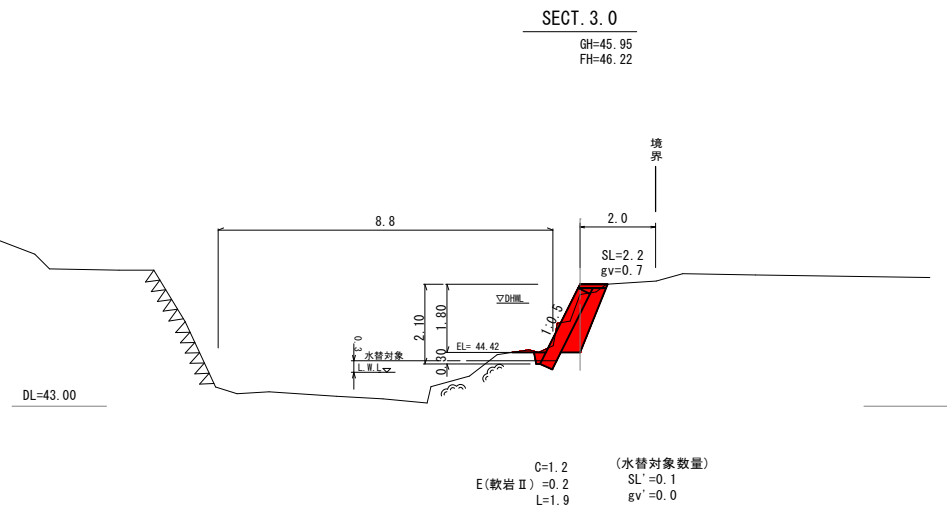 SECT. 3.0
GH=45.95
FH=46.22
境界
8.8
2.0
SL=2.2
gv=0.7
▽DHWL
1:0.5
2.10
1.80
EL= 44.42
0.3
水替対象
L.W.L▽
0.30
DL=43.00
C=1.2
E(軟岩Ⅱ)=0.2
L=1.9
(水替対象数量)
SL'=0.1
gv'=0.0